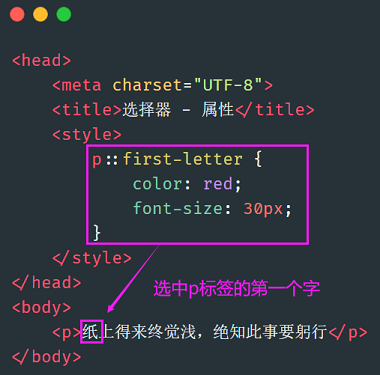 <head>
<meta charset="UTF-8">
<title>选择器 - 属性</title>
<style>
p::first-letter {
color: red;
font-size: 30px;
}
</style>
</head>
选中p标签的第一个字
<body>
<p>纸上得来终觉浅，绝知此事要躬行</p>
</body>